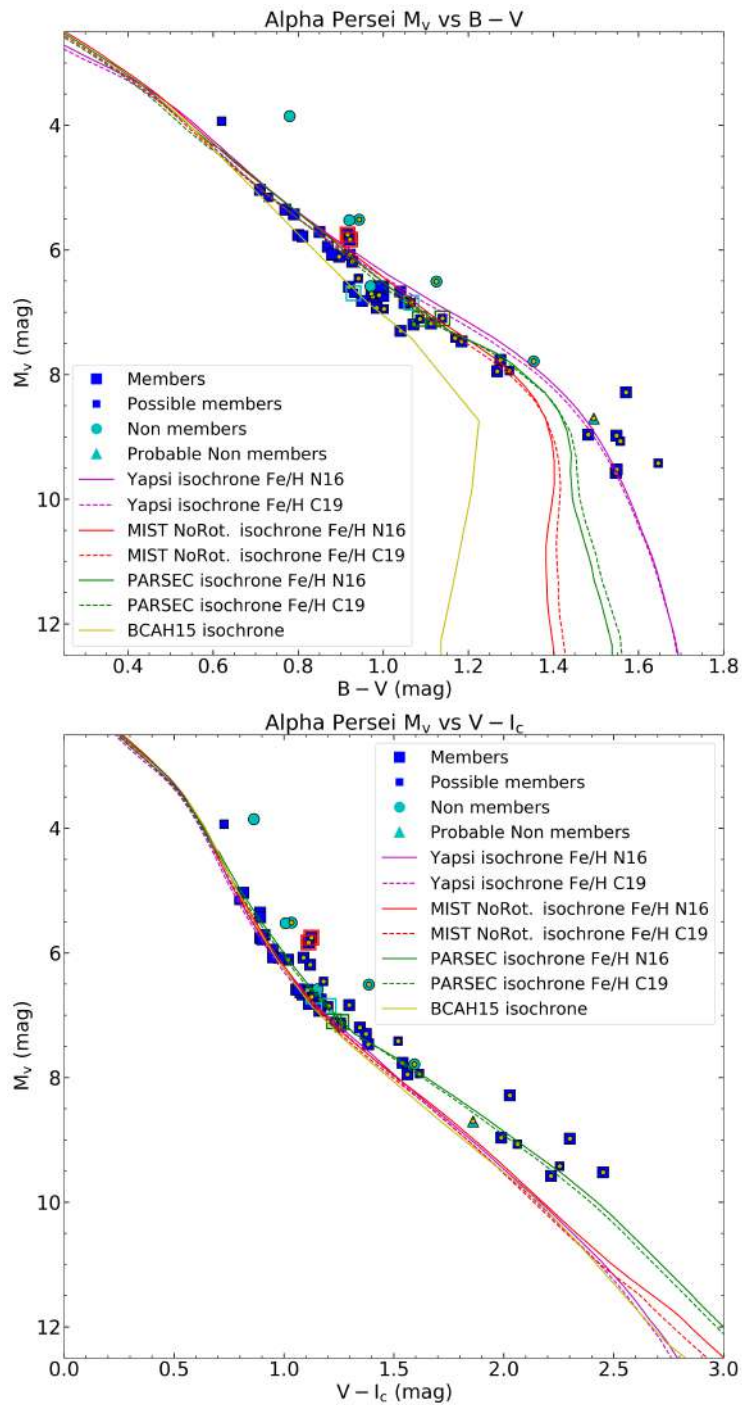 Alpha Persei Mv vs B − V
4
6
8
10
12
Mv (mag)
Members
Possible members
Non members
Probable Non members
Yapsi isochrone Fe/H N16
Yapsi isochrone Fe/H C19
MIST NoRot. isochrone Fe/H N16
MIST NoRot. isochrone Fe/H C19
PARSEC isochrone Fe/H N16
PARSEC isochrone Fe/H C19
BCAH15 isochrone
0.4 0.6 0.8 1.0 1.2 1.4 1.6 1.8
B − V (mag)
Alpha Persei Mv vs V − Ic
4
6
8
10
12
Mv (mag)
Members
Possible members
Non members
Probable Non members
Yapsi isochrone Fe/H N16
Yapsi isochrone Fe/H C19
MIST NoRot. isochrone Fe/H N16
MIST NoRot. isochrone Fe/H C19
PARSEC isochrone Fe/H N16
PARSEC isochrone Fe/H C19
BCAH15 isochrone
0.0 0.5 1.0 1.5 2.0 2.5 3.0
V − Ic (mag)